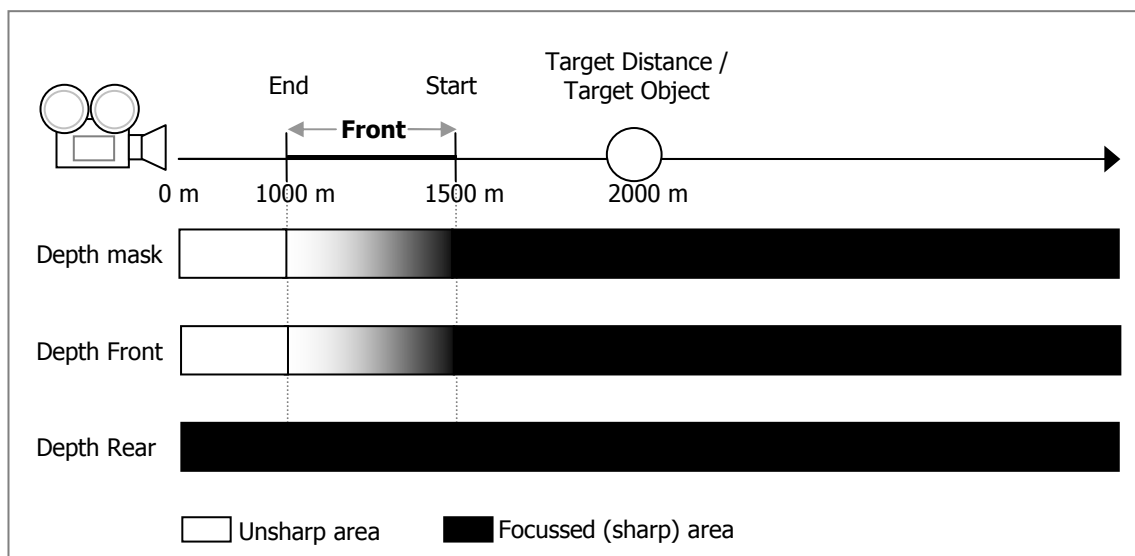 Target Distance /
Target Object
End
Start
Front
0 m
1000 m
1500 m
2000 m
Depth mask
Depth Front
Depth Rear
Unsharp area
Focussed (sharp) area